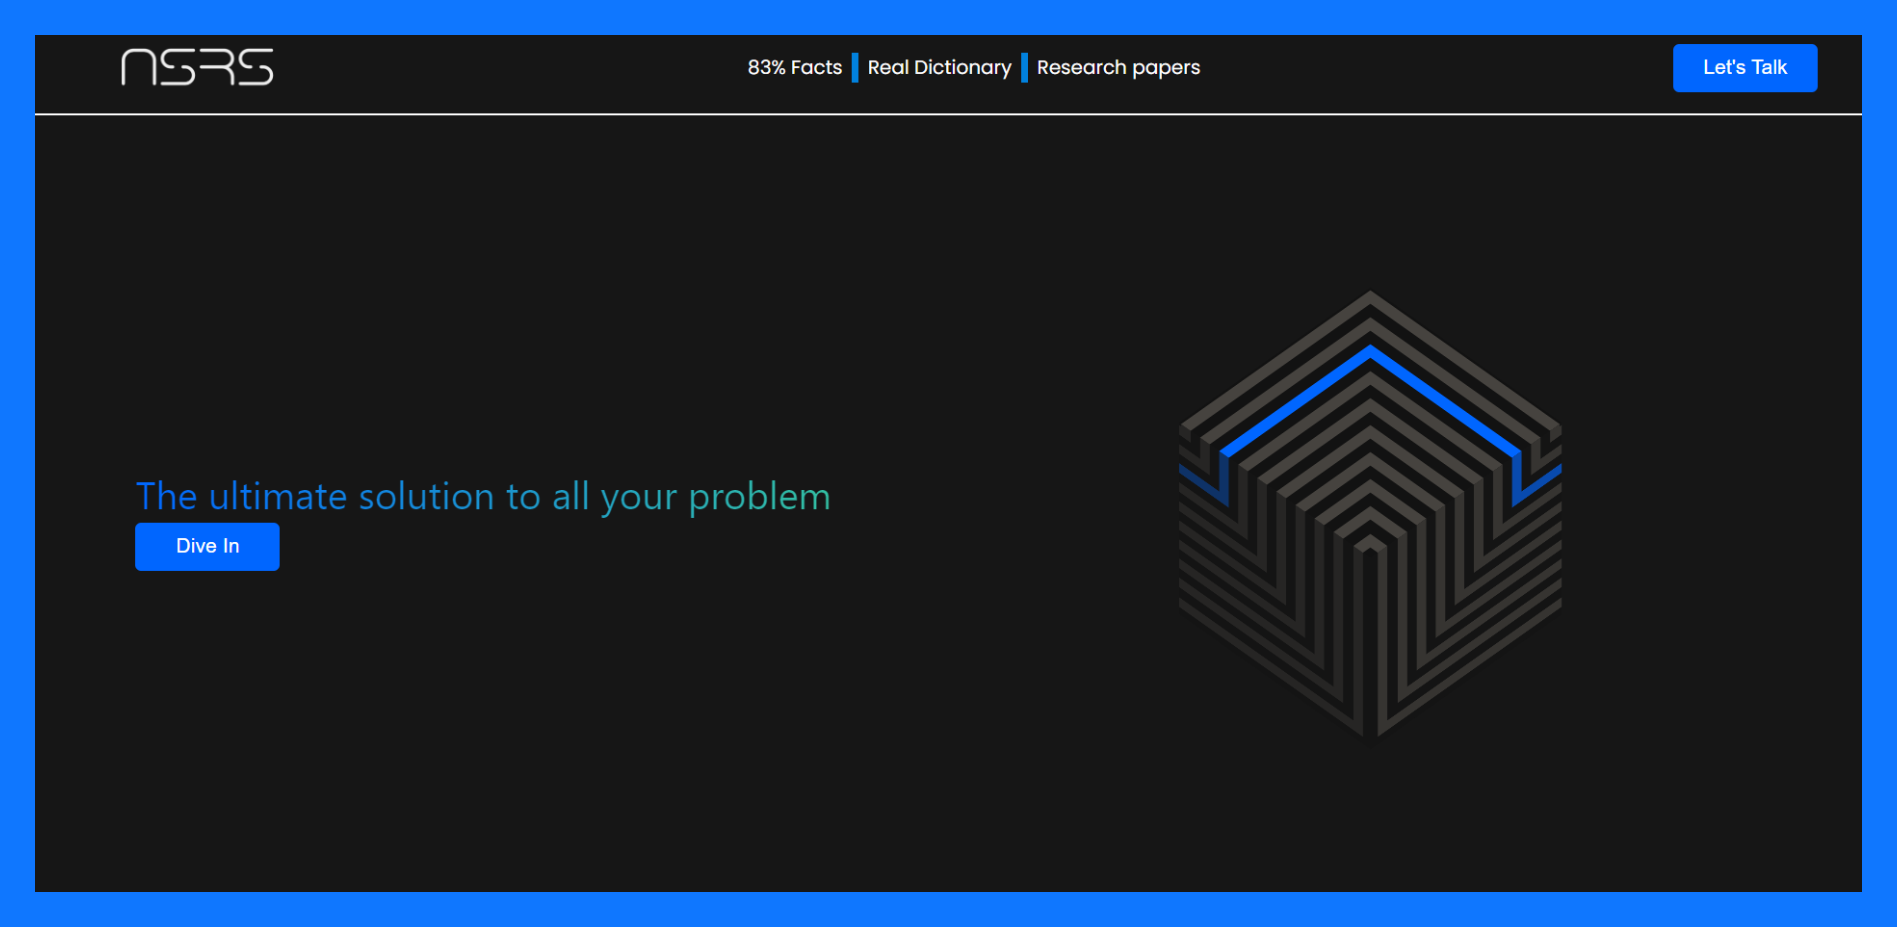 NSRS
83% Facts | Real Dictionary | Research papers
Let's Talk
The ultimate solution to all your problem
Dive In